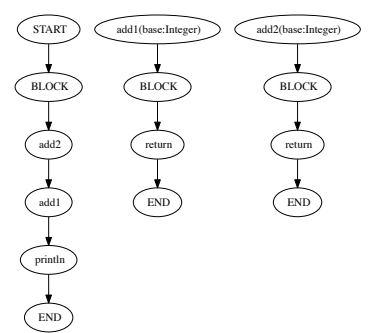 START
BLOCK
add2
add1
println
END
add1(base:Integer)
BLOCK
return
END
add2(base:Integer)
BLOCK
return
END